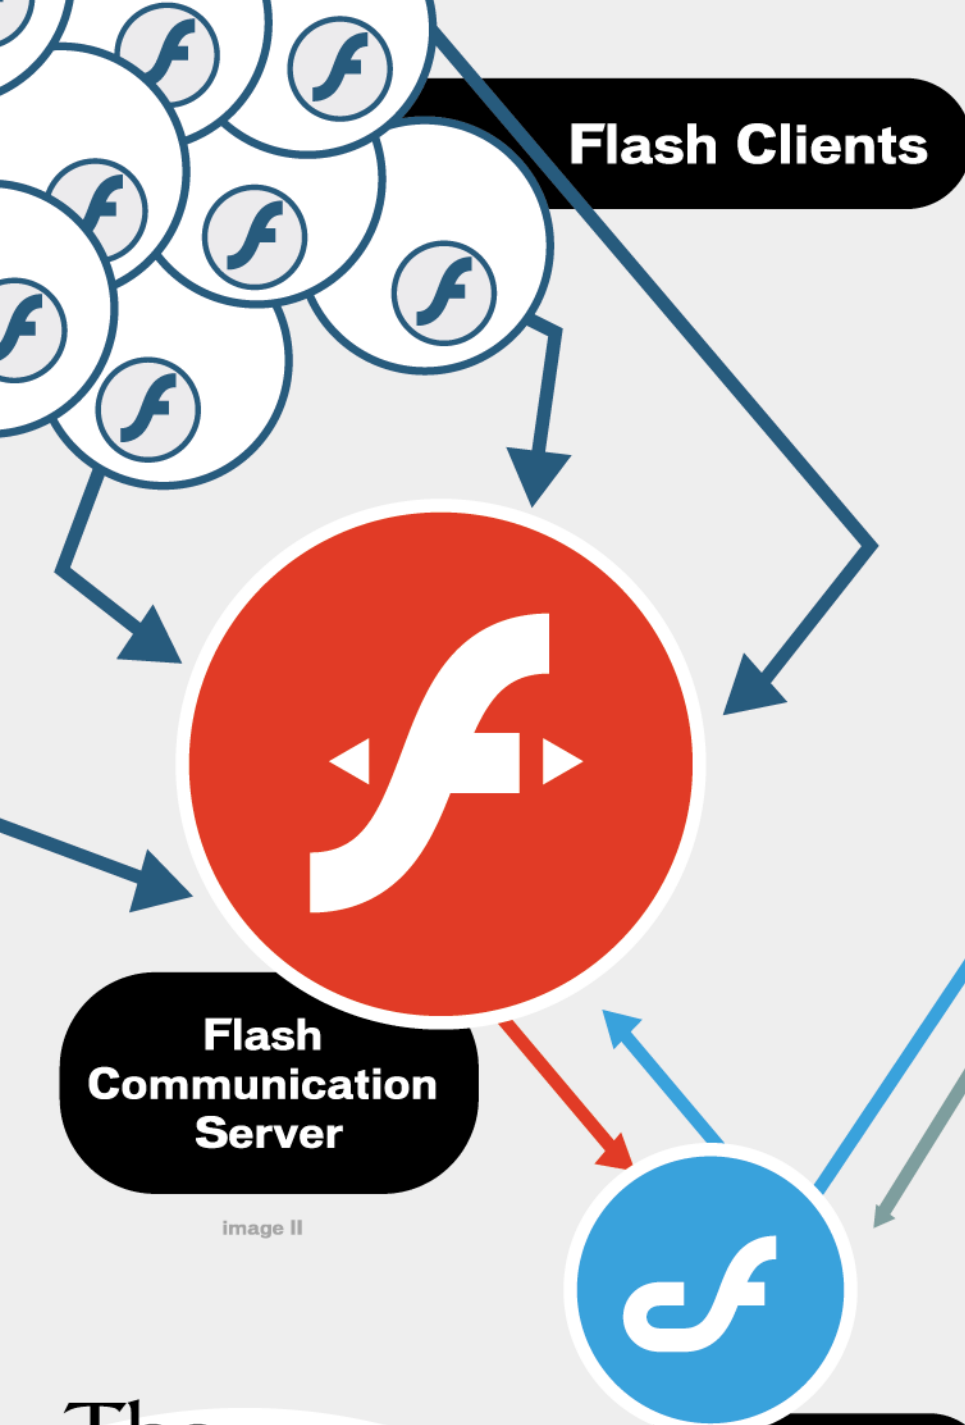 Flash Clients
Flash
Communication
Server
image II